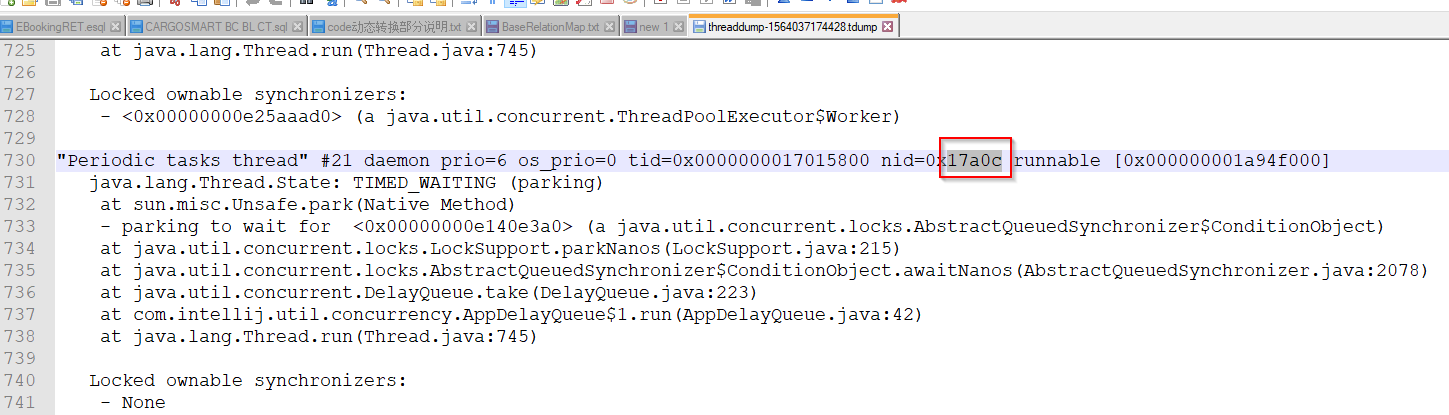 EBookingRET.esql CARGOSMART BC BL CT.sql code动态转换部分说明.txt BaseRelationMap.txt new 1 threaddump-1564037174428.tdump
725 at java.lang.Thread.run(Thread.java:745)
726
727 Locked ownable synchronizers:
728 - <0x00000000e25aaad0> (a java.util.concurrent.ThreadPoolExecutor$Worker)
729
730 "Periodic tasks thread" #21 daemon prio=6 os_prio=0 tid=0x0000000017015800 nid=0x17a0c runnable [0x000000001a94f000]
731 java.lang.Thread.State: TIMED_WAITING (parking)
732 at sun.misc.Unsafe.park(Native Method)
733 - parking to wait for <0x00000000e140e3a0> (a java.util.concurrent.locks.AbstractQueuedSynchronizer$ConditionObject)
734 at java.util.concurrent.locks.LockSupport.parkNanos(LockSupport.java:215)
735 at java.util.concurrent.locks.AbstractQueuedSynchronizer$ConditionObject.awaitNanos(AbstractQueuedSynchronizer.java:2078)
736 at java.util.concurrent.DelayQueue.take(DelayQueue.java:223)
737 at com.intellij.util.concurrency.AppDelayQueue$1.run(AppDelayQueue.java:42)
738 at java.lang.Thread.run(Thread.java:745)
739
740 Locked ownable synchronizers:
741 - None